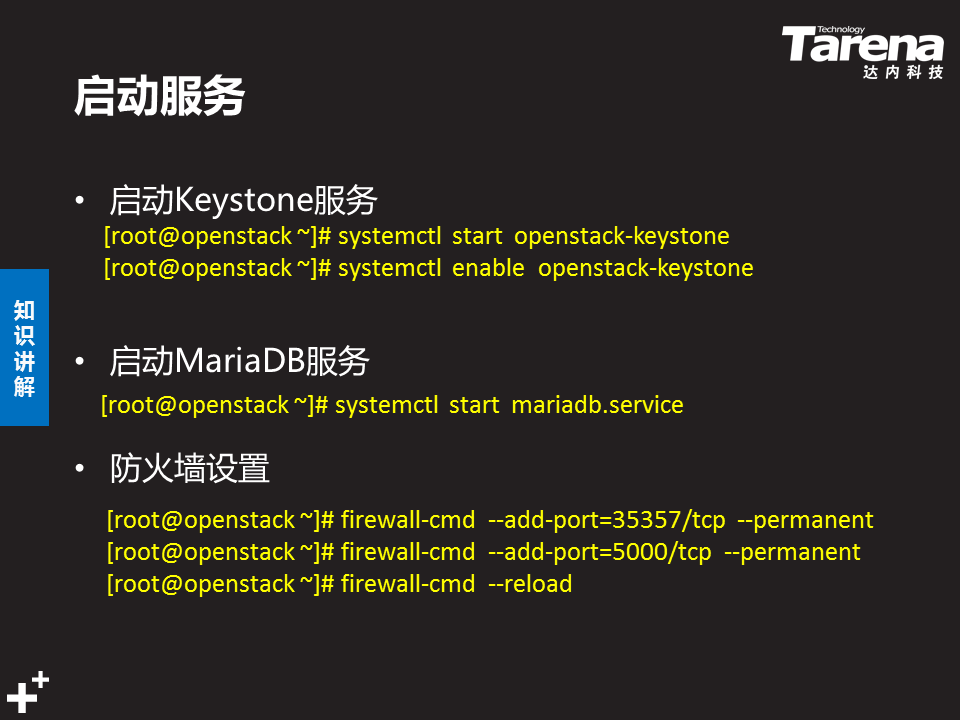 Technology
Tarena
达内科技
启动服务
• 启动Keystone服务
[root@openstack ~]# systemctl start openstack-keystone
[root@openstack ~]# systemctl enable openstack-keystone
知识讲解
• 启动MariaDB服务
[root@openstack ~]# systemctl start mariadb.service
• 防火墙设置
[root@openstack ~]# firewall-cmd --add-port=35357/tcp --permanent
[root@openstack ~]# firewall-cmd --add-port=5000/tcp --permanent
[root@openstack ~]# firewall-cmd --reload